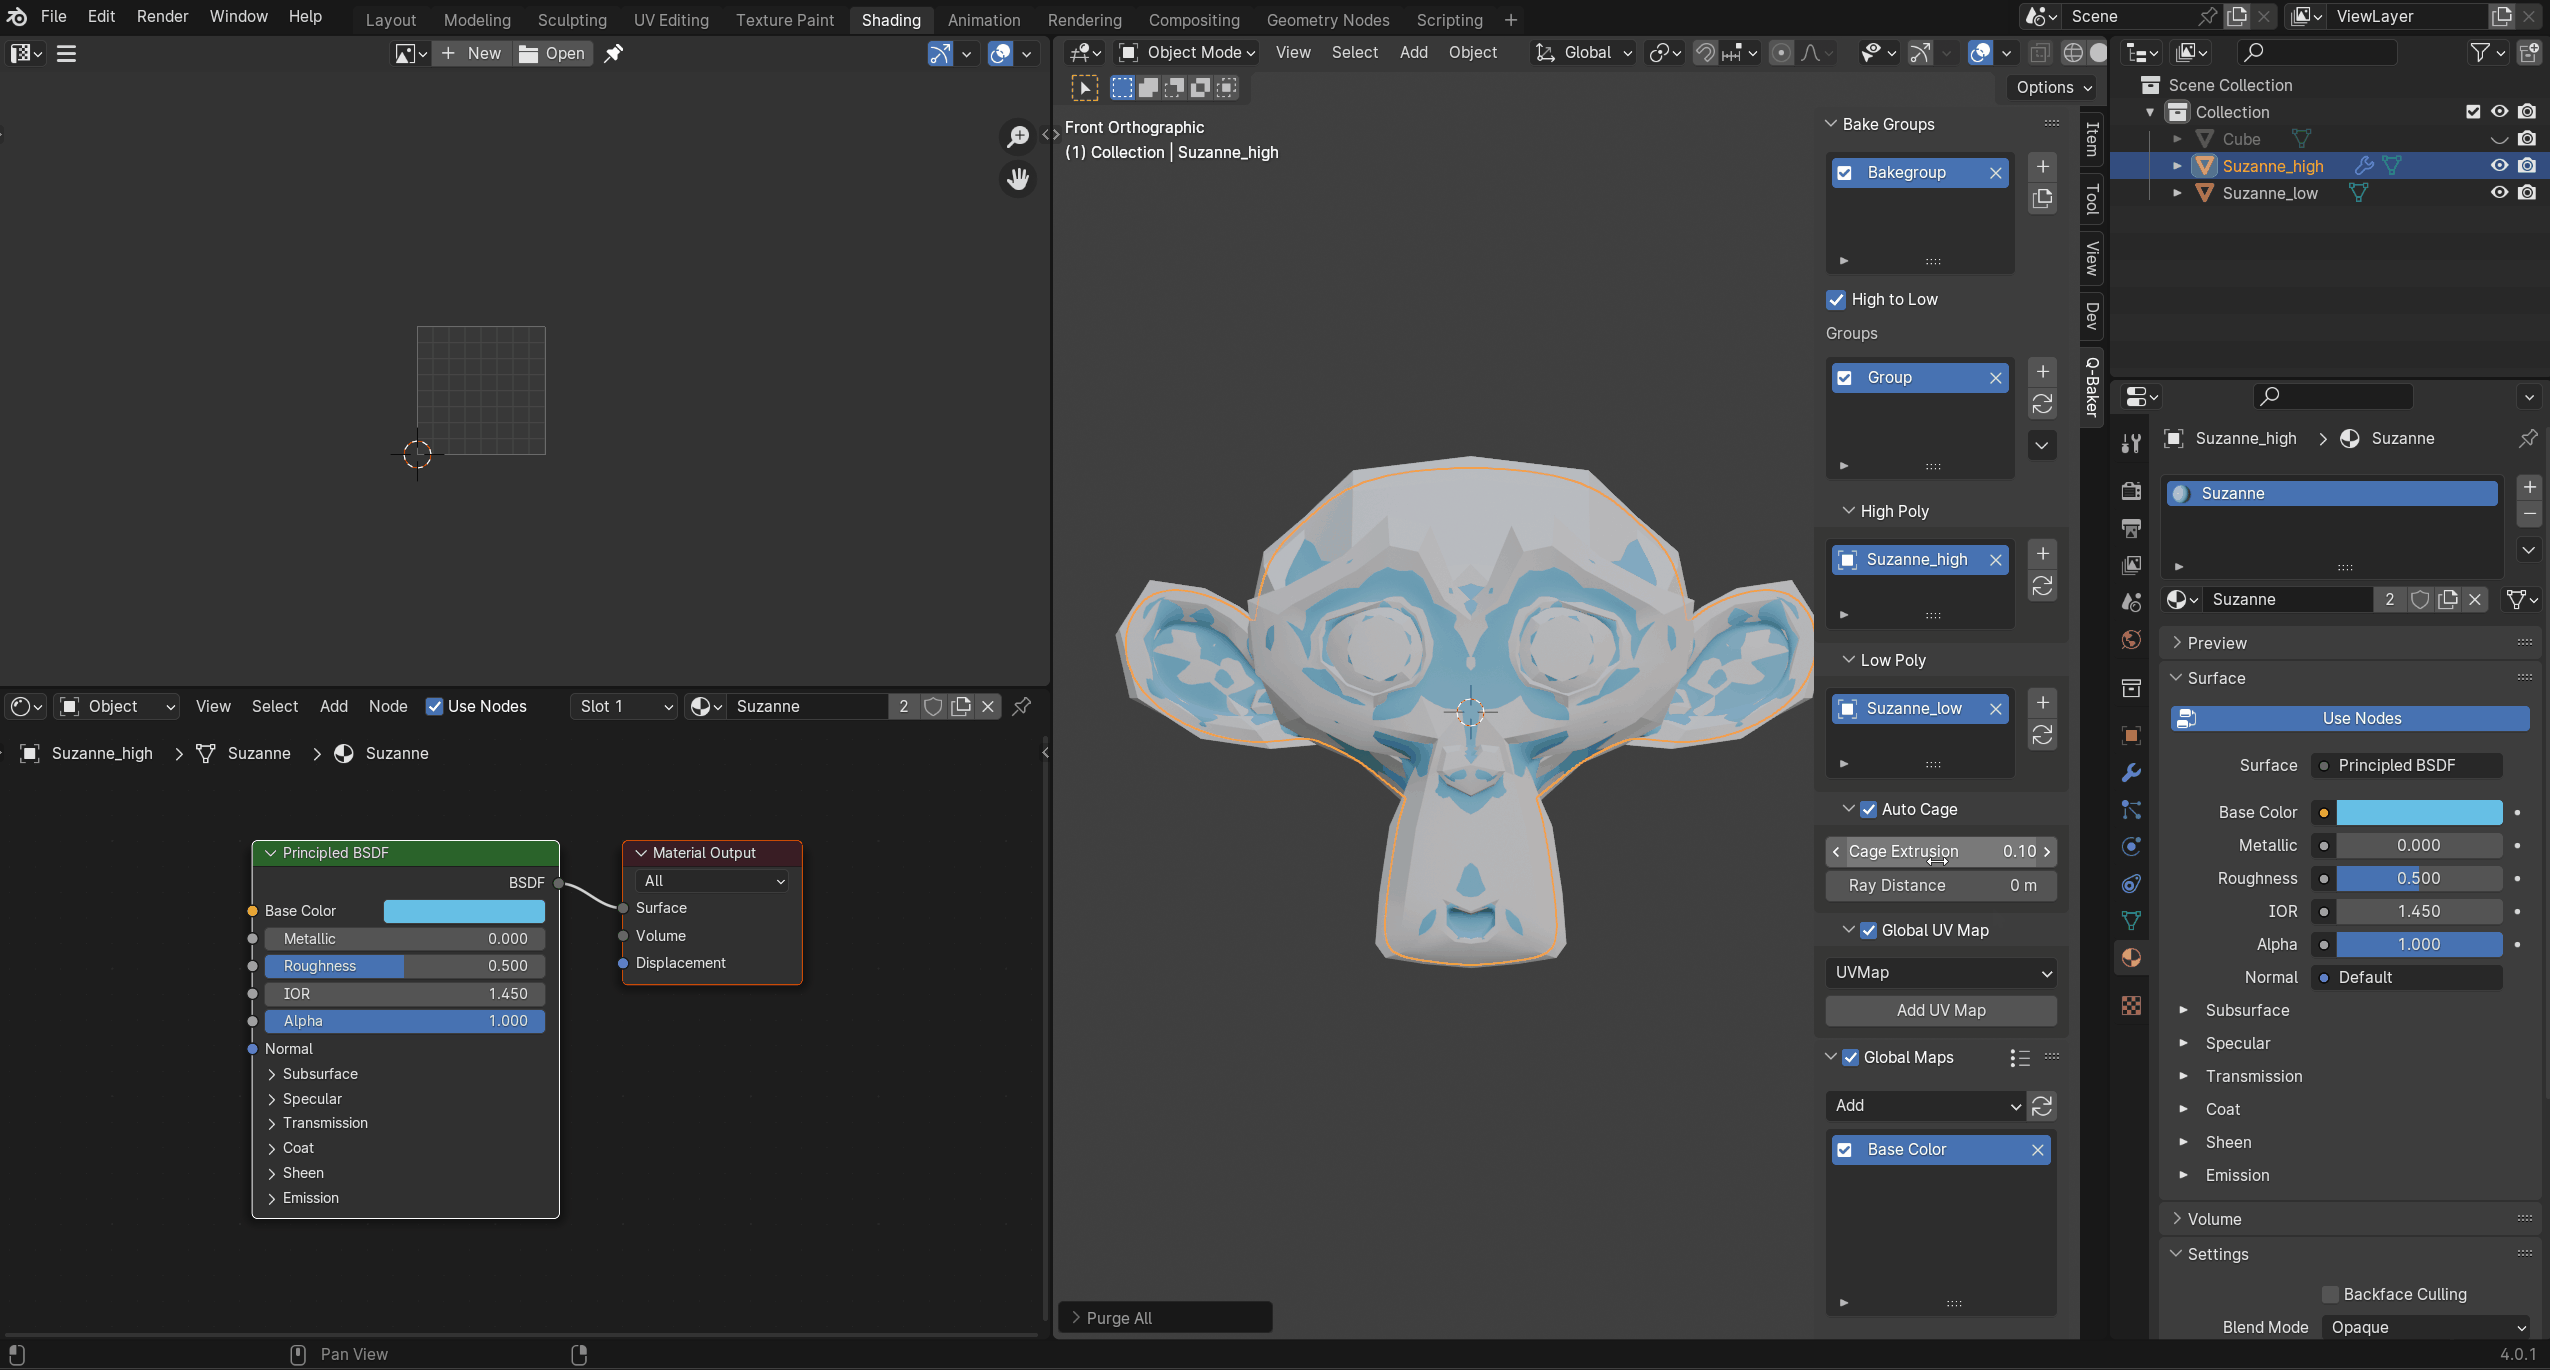 File Edit Render Window Help Layout Modeling Sculpting UV Editing Texture Paint Shading Animation Rendering Compositing Geometry Nodes Scripting Scene ViewLayer
New Open
Object Mode View Select Add Object Global
Options
Front Orthographic
(1) Collection | Suzanne_high
Bake Groups
Bakegroup
High to Low
Groups
Group
High Poly
Suzanne_high
Low Poly
Suzanne_low
Auto Cage
Cage Extrusion 0.10
Ray Distance 0 m
Global UV Map
UVMap
Add UV Map
Global Maps
Add
Base Color
Item
Tool
View
Dev
Q-Baker
Purge All
Scene Collection
Collection
Cube
Suzanne_high
Suzanne_low
Suzanne_high Suzanne
Suzanne
Suzanne 2
Preview
Surface
Use Nodes
Surface Principled BSDF
Base Color
Metallic 0.000
Roughness 0.500
IOR 1.450
Alpha 1.000
Normal Default
Subsurface
Specular
Transmission
Coat
Sheen
Emission
Volume
Settings
Backface Culling
Blend Mode Opaque
Object View Select Add Node Use Nodes Slot 1 Suzanne 2
Suzanne_high Suzanne Suzanne
Principled BSDF
BSDF
Base Color
Metallic 0.000
Roughness 0.500
IOR 1.450
Alpha 1.000
Normal
Subsurface
Specular
Transmission
Coat
Sheen
Emission
Material Output
All
Surface
Volume
Displacement
Pan View
4.0.1